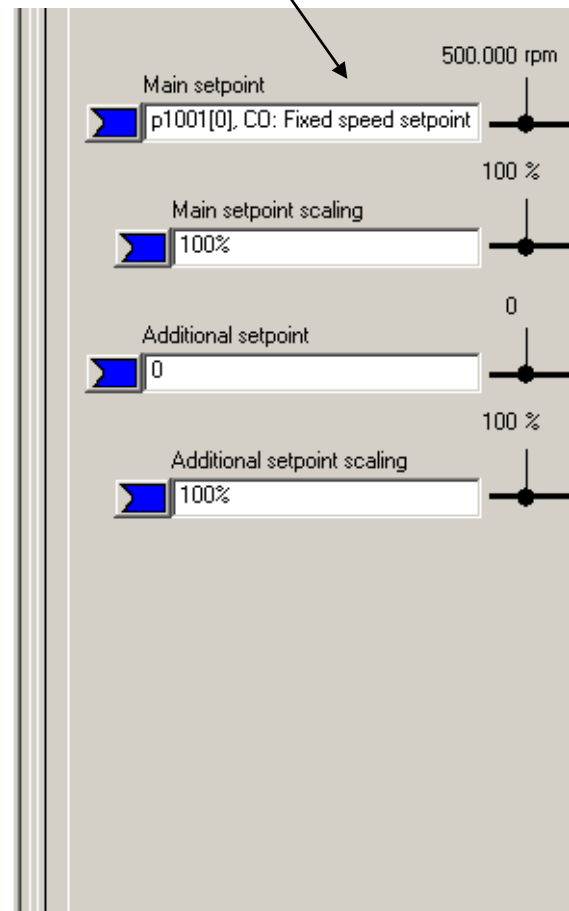 500.000 rpm
Main setpoint
p1001[0], CO: Fixed speed setpoint
100 %
Main setpoint scaling
100%
0
Additional setpoint
0
100 %
Additional setpoint scaling
100%